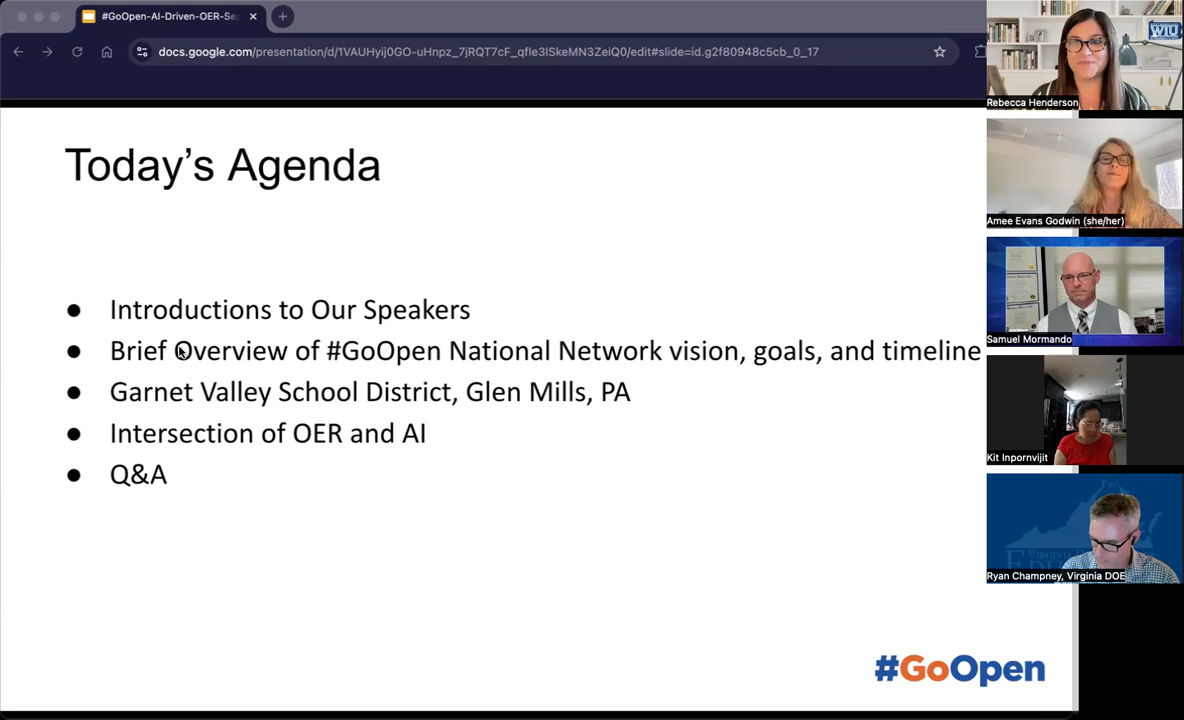 #GoOpen-AI-Driven-OER-Se
docs.google.com/presentation/d/1VAUHyij0GO-uHnpz_7jRQT7cF_qfle3ISkeMN3ZeiQ0/edit#slide=id.g2f80948c5cb_0_17
Today's Agenda
● Introductions to Our Speakers
● Brief Overview of #GoOpen National Network vision, goals, and timeline
● Garnet Valley School District, Glen Mills, PA
● Intersection of OER and AI
● Q&A
#GoOpen
WIU
Rebecca Henderson
Amee Evans Godwin (she/her)
Samuel Mormando
Kit Inpornvijit
VIRGINIA D
Ryan Champney, Virginia DOE